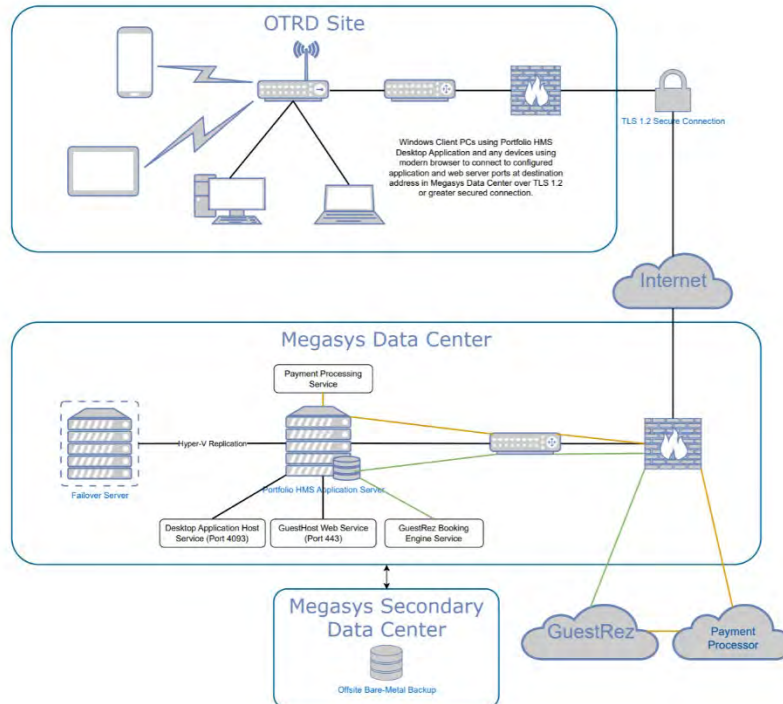 OTRD Site
TLS 1.2 Secure Connection
Windows Client PCs using Portfolio HMS
Desktop Application and any devices using
modern browser to connect to configured
application and web server ports at destination
address in Megasys Data Center over TLS 1.2
or greater secured connection.
Internet
Megasys Data Center
Payment Processing
Service
Hyper-V Replication
Failover Server
Portfolio HMS Application Server
Desktop Application Host
Service (Port 4093)
GuestHost Web Service
(Port 443)
GuestRez Booking
Engine Service
Megasys Secondary
Data Center
Offsite Bare-Metal Backup
GuestRez
Payment
Processor